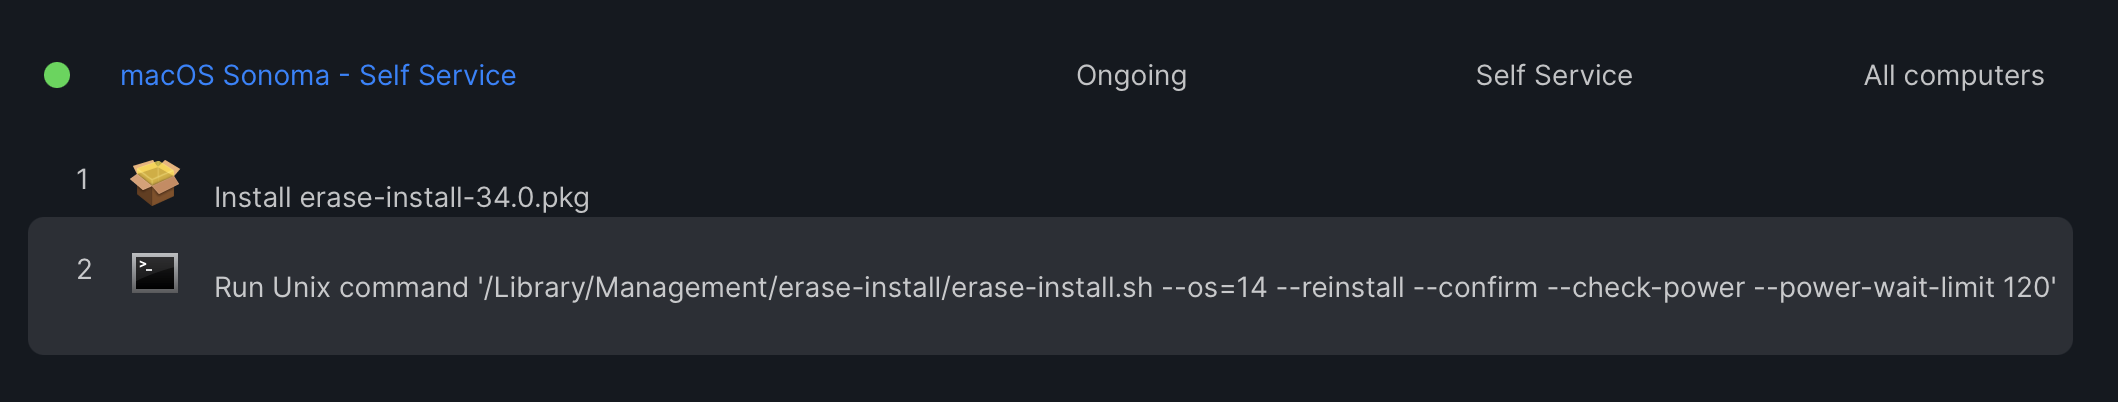 macOS Sonoma - Self Service Ongoing Self Service All computers
1 Install erase-install-34.0.pkg
>_
2 Run Unix command '/Library/Management/erase-install/erase-install.sh --os=14 --reinstall --confirm --check-power --power-wait-limit 120'